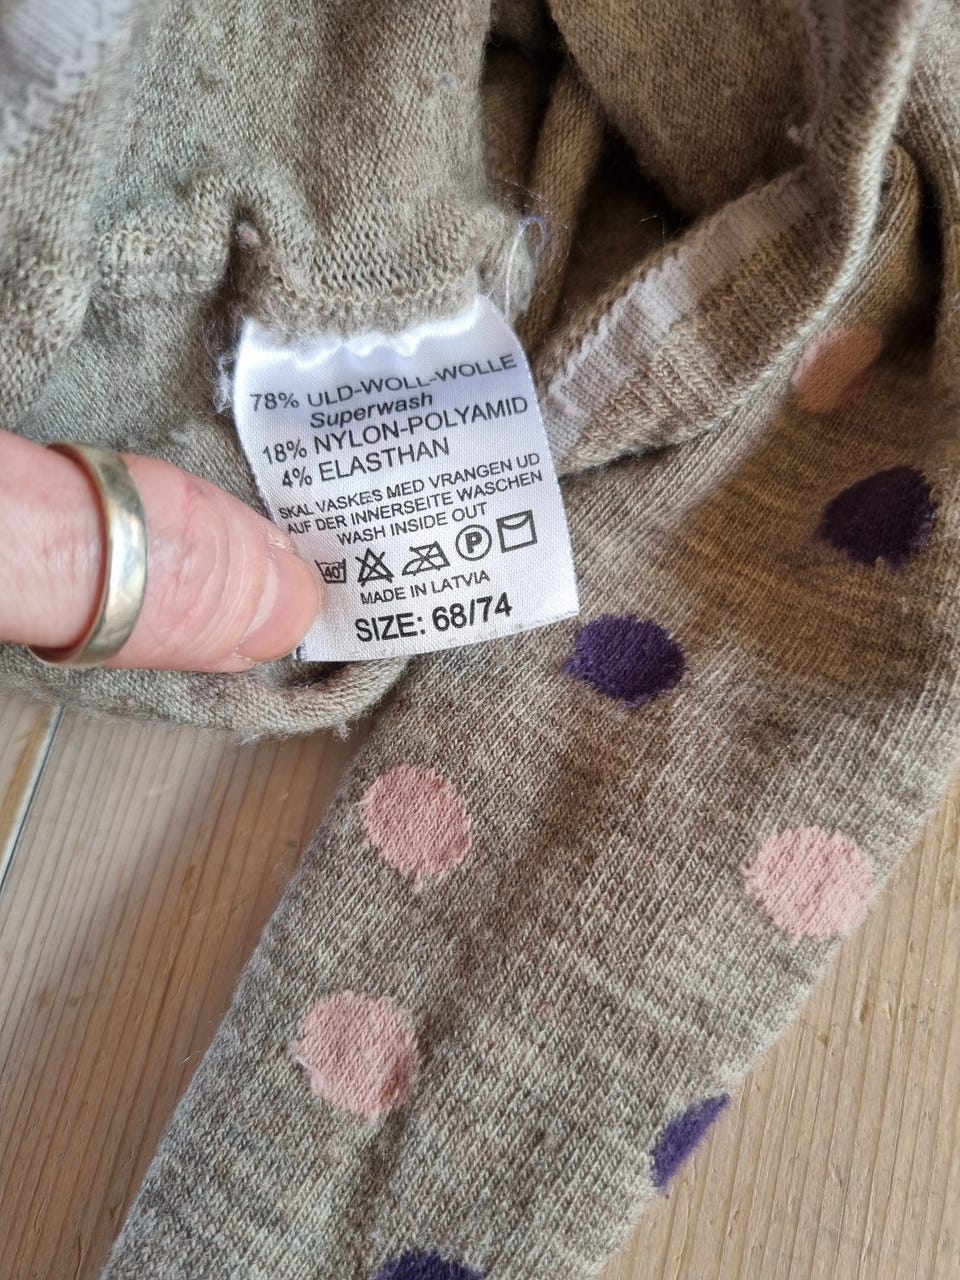 78% ULD-WOLL-WOLLE
Superwash
18% NYLON-POLYAMID
4% ELASTHAN
SKAL VASKES MED VRANGEN UD
AUF DER INNERSEITE WASCHEN
WASH INSIDE OUT
40° P
MADE IN LATVIA
SIZE: 68/74